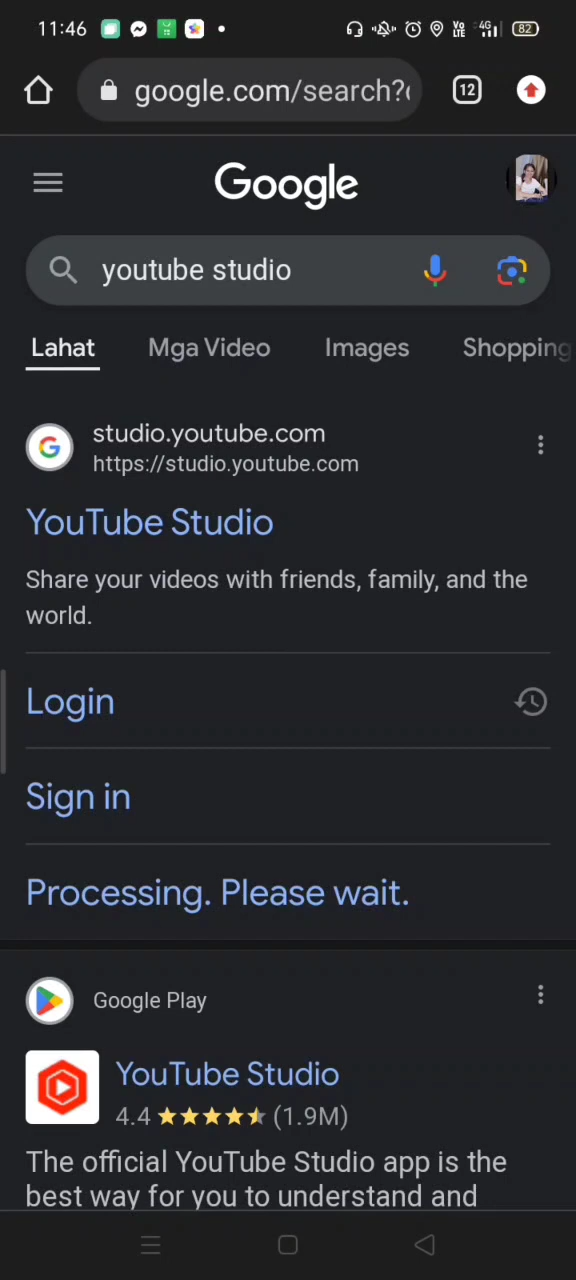 11:46
VoLTE 4G 82
google.com/search?
12
Google
youtube studio
Lahat Mga Video Images Shopping
studio.youtube.com
https://studio.youtube.com
YouTube Studio
Share your videos with friends, family, and the
world.
Login
Sign in
Processing. Please wait.
Google Play
YouTube Studio
4.4 (1.9M)
The official YouTube Studio app is the
best way for you to understand and